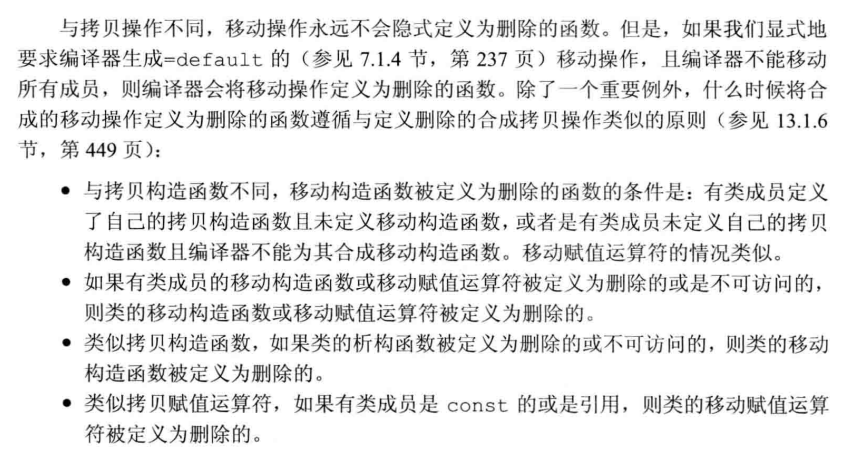 与拷贝操作不同，移动操作永远不会隐式定义为删除的函数。但是，如果我们显式地
要求编译器生成=default 的（参见 7.1.4 节，第 237 页）移动操作，且编译器不能移动
所有成员，则编译器会将移动操作定义为删除的函数。除了一个重要例外，什么时候将合
成的移动操作定义为删除的函数遵循与定义删除的合成拷贝操作类似的原则（参见 13.1.6
节，第 449 页）：
● 与拷贝构造函数不同，移动构造函数被定义为删除的函数的条件是：有类成员定义
了自己的拷贝构造函数且未定义移动构造函数，或者是有类成员未定义自己的拷贝
构造函数且编译器不能为其合成移动构造函数。移动赋值运算符的情况类似。
● 如果有类成员的移动构造函数或移动赋值运算符被定义为删除的或是不可访问的，
则类的移动构造函数或移动赋值运算符被定义为删除的。
● 类似拷贝构造函数，如果类的析构函数被定义为删除的或不可访问的，则类的移动
构造函数被定义为删除的。
● 类似拷贝赋值运算符，如果有类成员是 const 的或是引用，则类的移动赋值运算
符被定义为删除的。